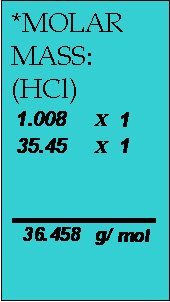 *MOLAR
MASS:
(HCl)
1.008 x 1
35.45 x 1
36.458 g/mol